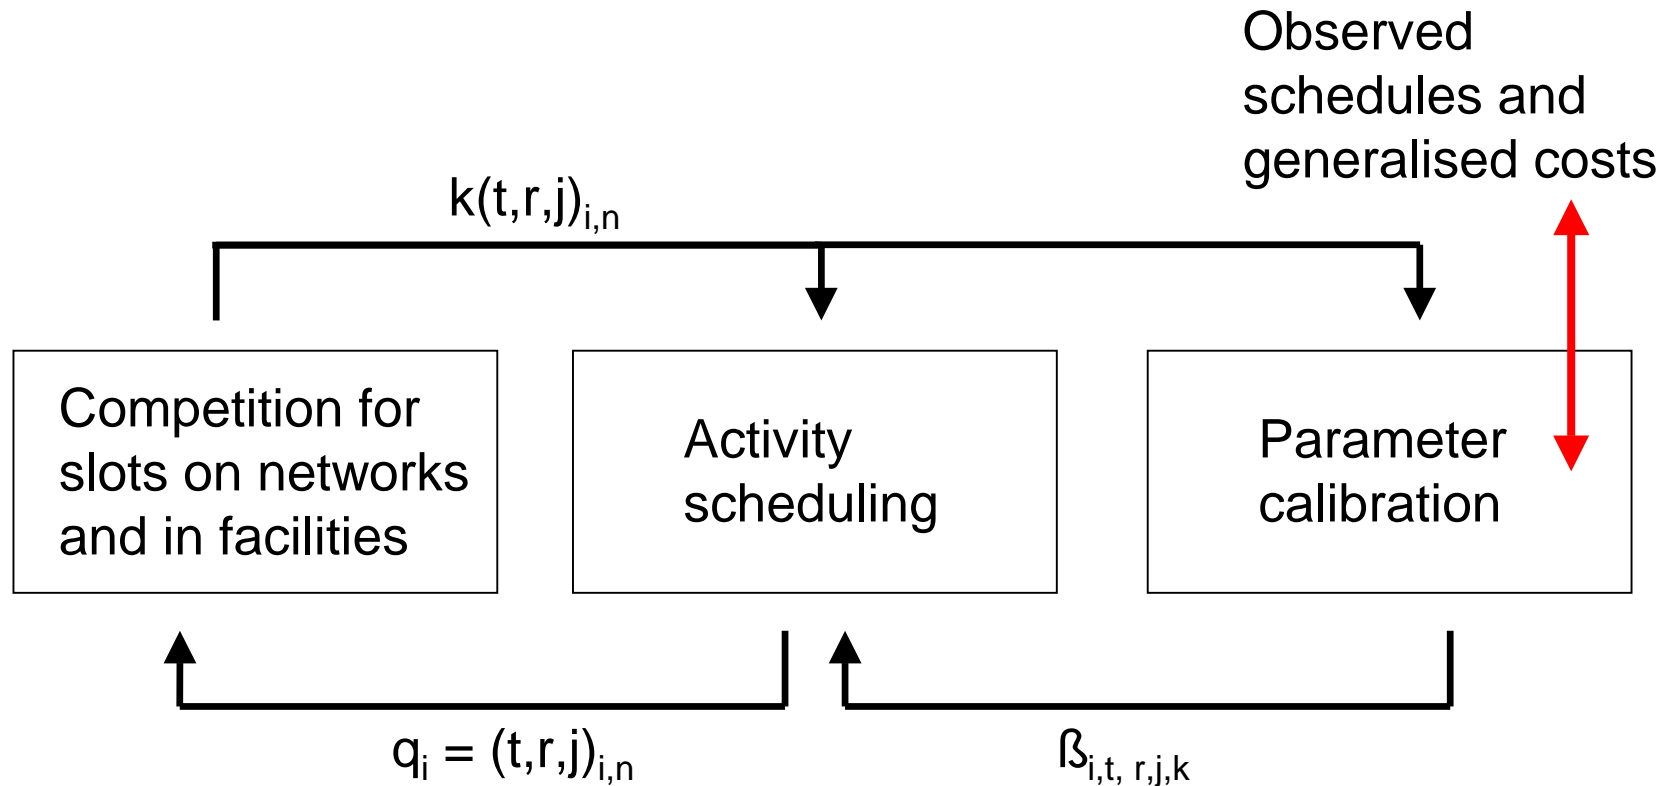 Observed
schedules and
generalised costs
k(t,r,j)i,n
Competition for
slots on networks
and in facilities
Activity
scheduling
Parameter
calibration
qi = (t,r,j)i,n
ßi,t, r,j,k